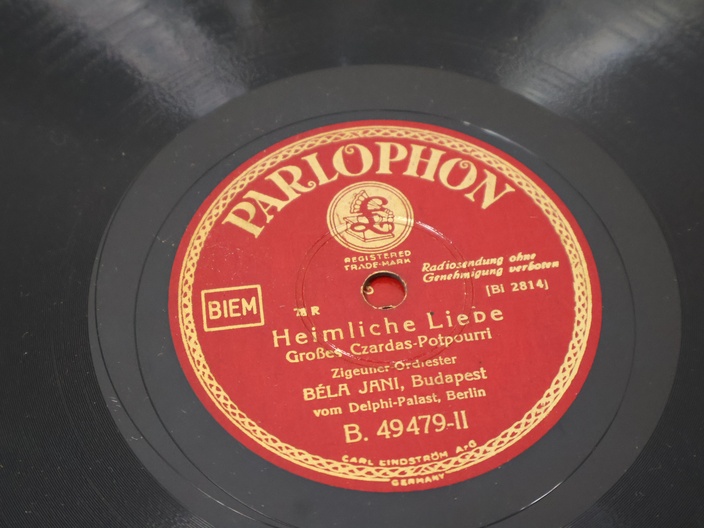 PARLOPHON
£
REGISTERED
TRADE-MARK
Radiosendung ohne
Genehmigung verboten
[Bi 2814]
BIEM
Heimliche Liebe
Großes Czardas-Potpourri
Zigeuner-Orchester
BÉLA JANI, Budapest
vom Delphi-Palast, Berlin
B. 49479-II
CARL LINDSTRÖM A:G
GERMANY